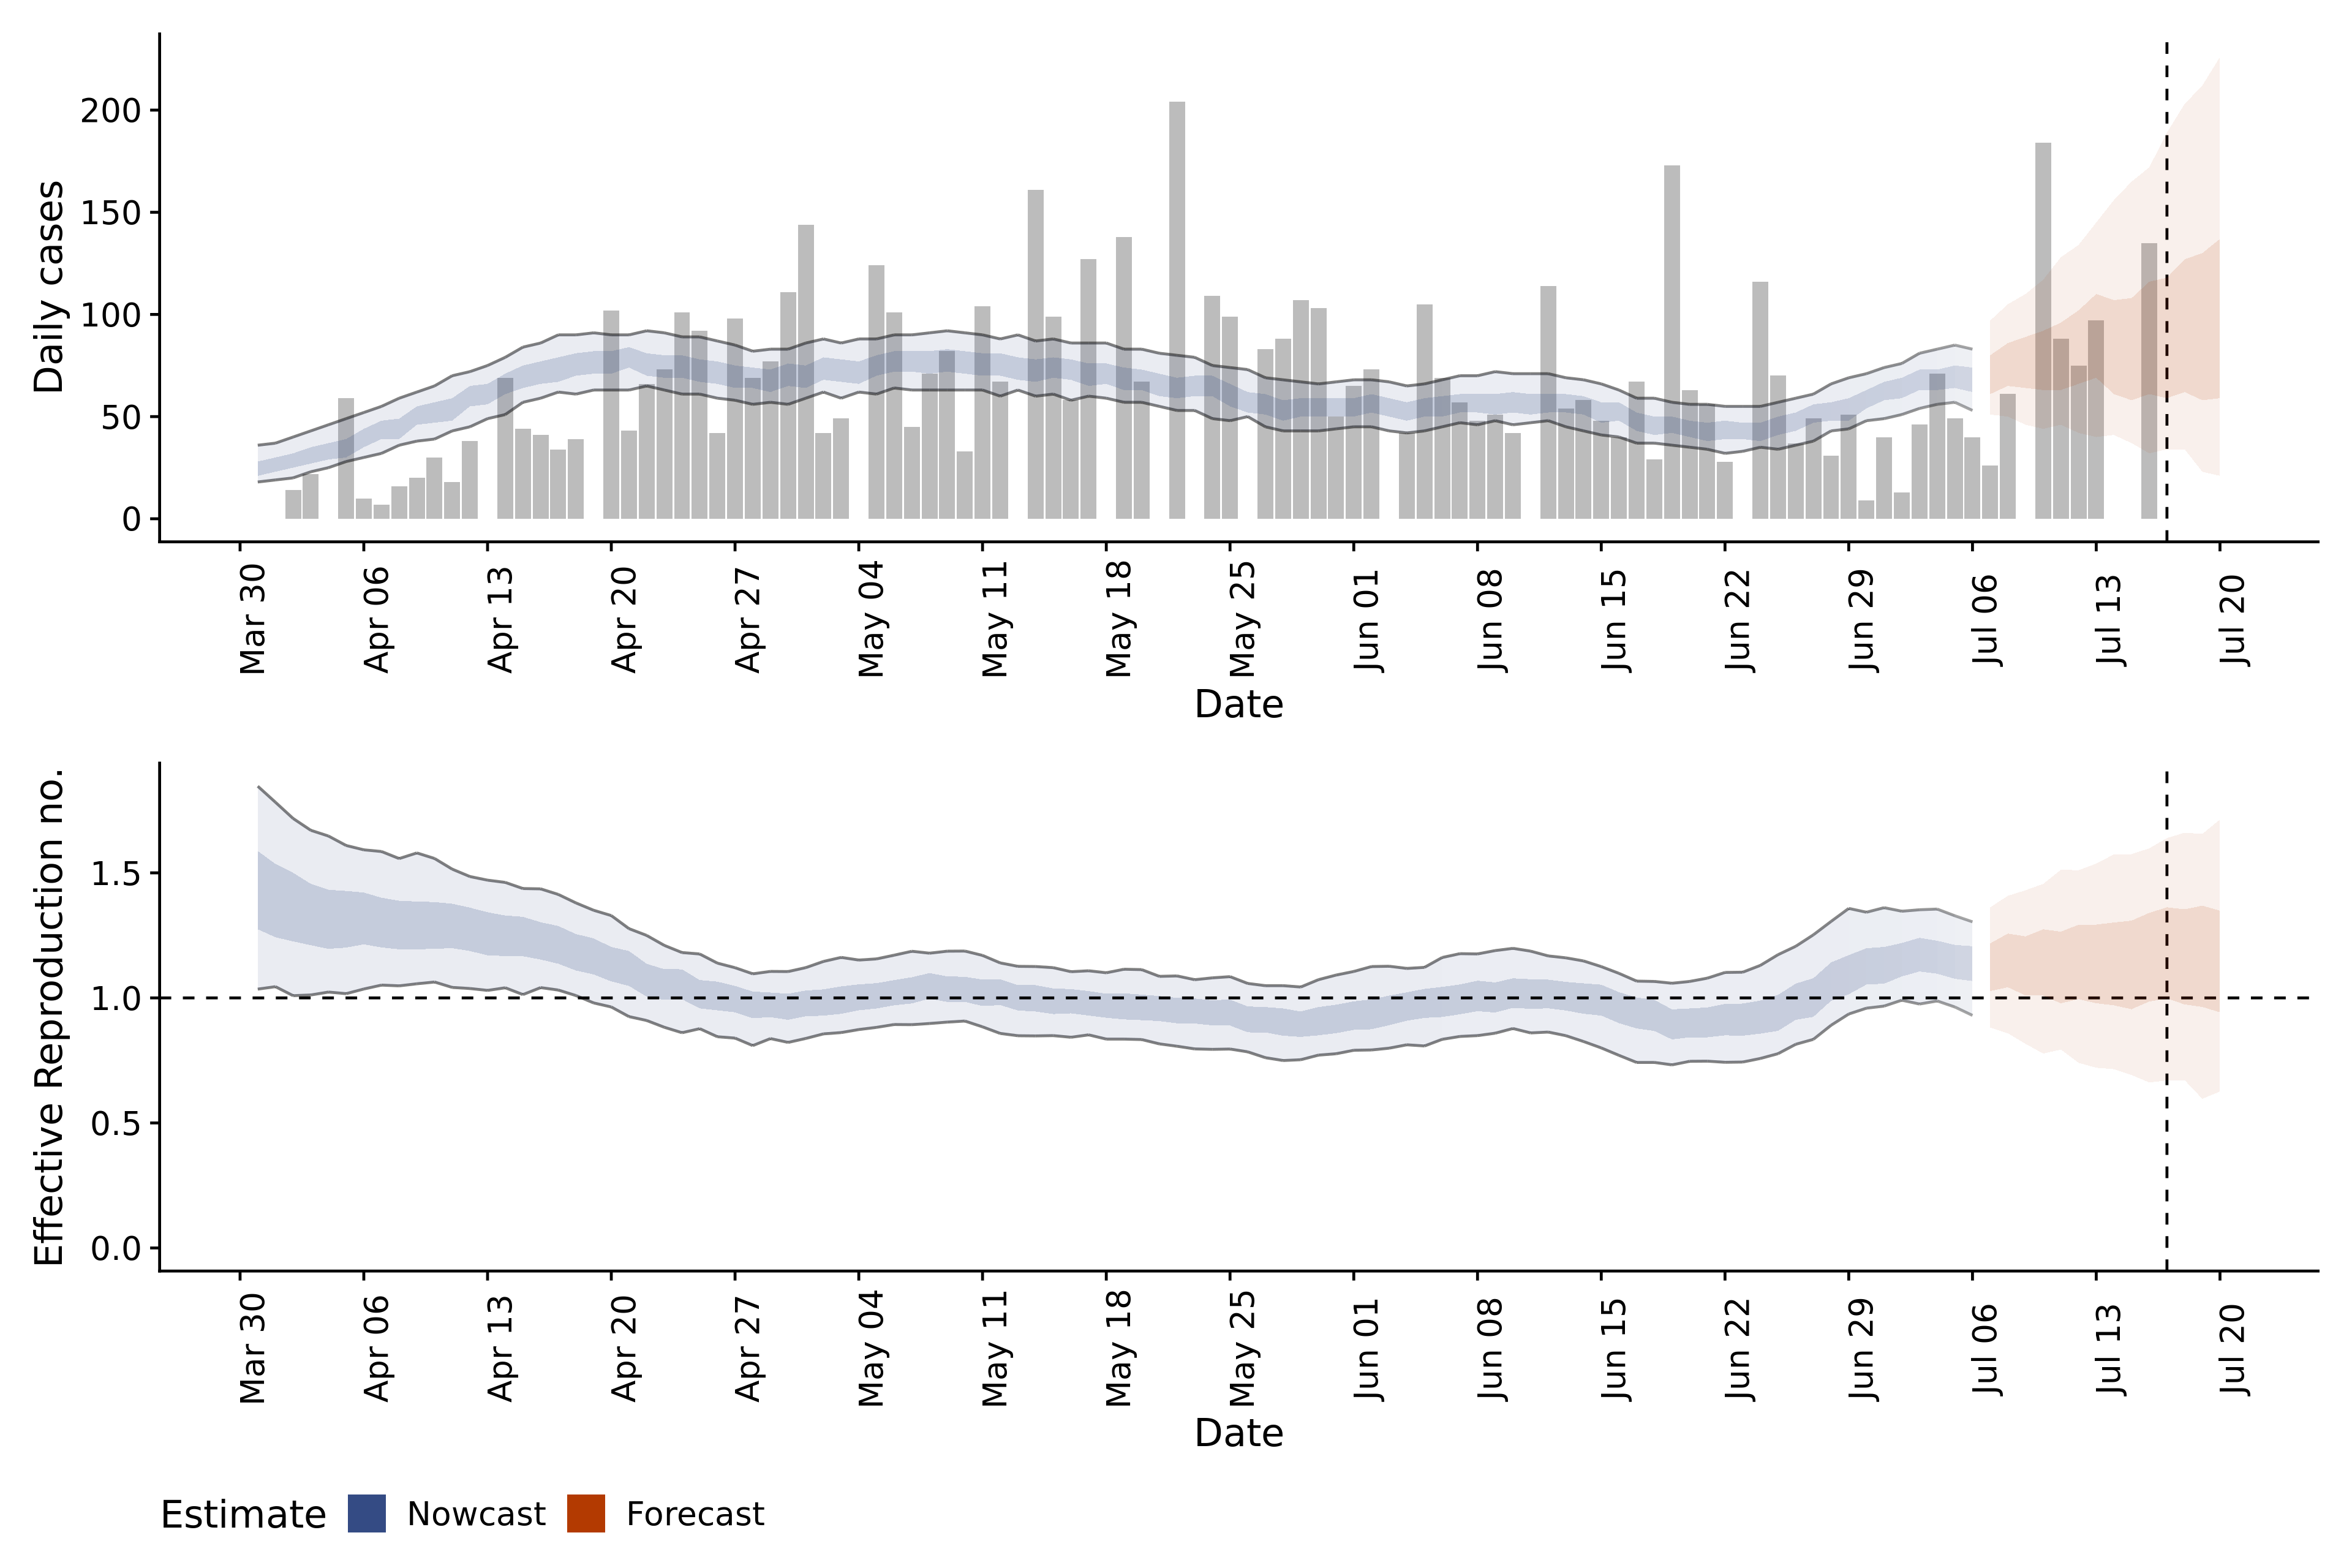 Daily cases
200
150
100
50
0
Mar 30
Apr 06
Apr 13
Apr 20
Apr 27
May 04
May 11
May 18
May 25
Jun 01
Jun 08
Jun 15
Jun 22
Jun 29
Jul 06
Jul 13
Jul 20
Date
Effective Reproduction no.
1.5
1.0
0.5
0.0
Mar 30
Apr 06
Apr 13
Apr 20
Apr 27
May 04
May 11
May 18
May 25
Jun 01
Jun 08
Jun 15
Jun 22
Jun 29
Jul 06
Jul 13
Jul 20
Date
Estimate Nowcast Forecast